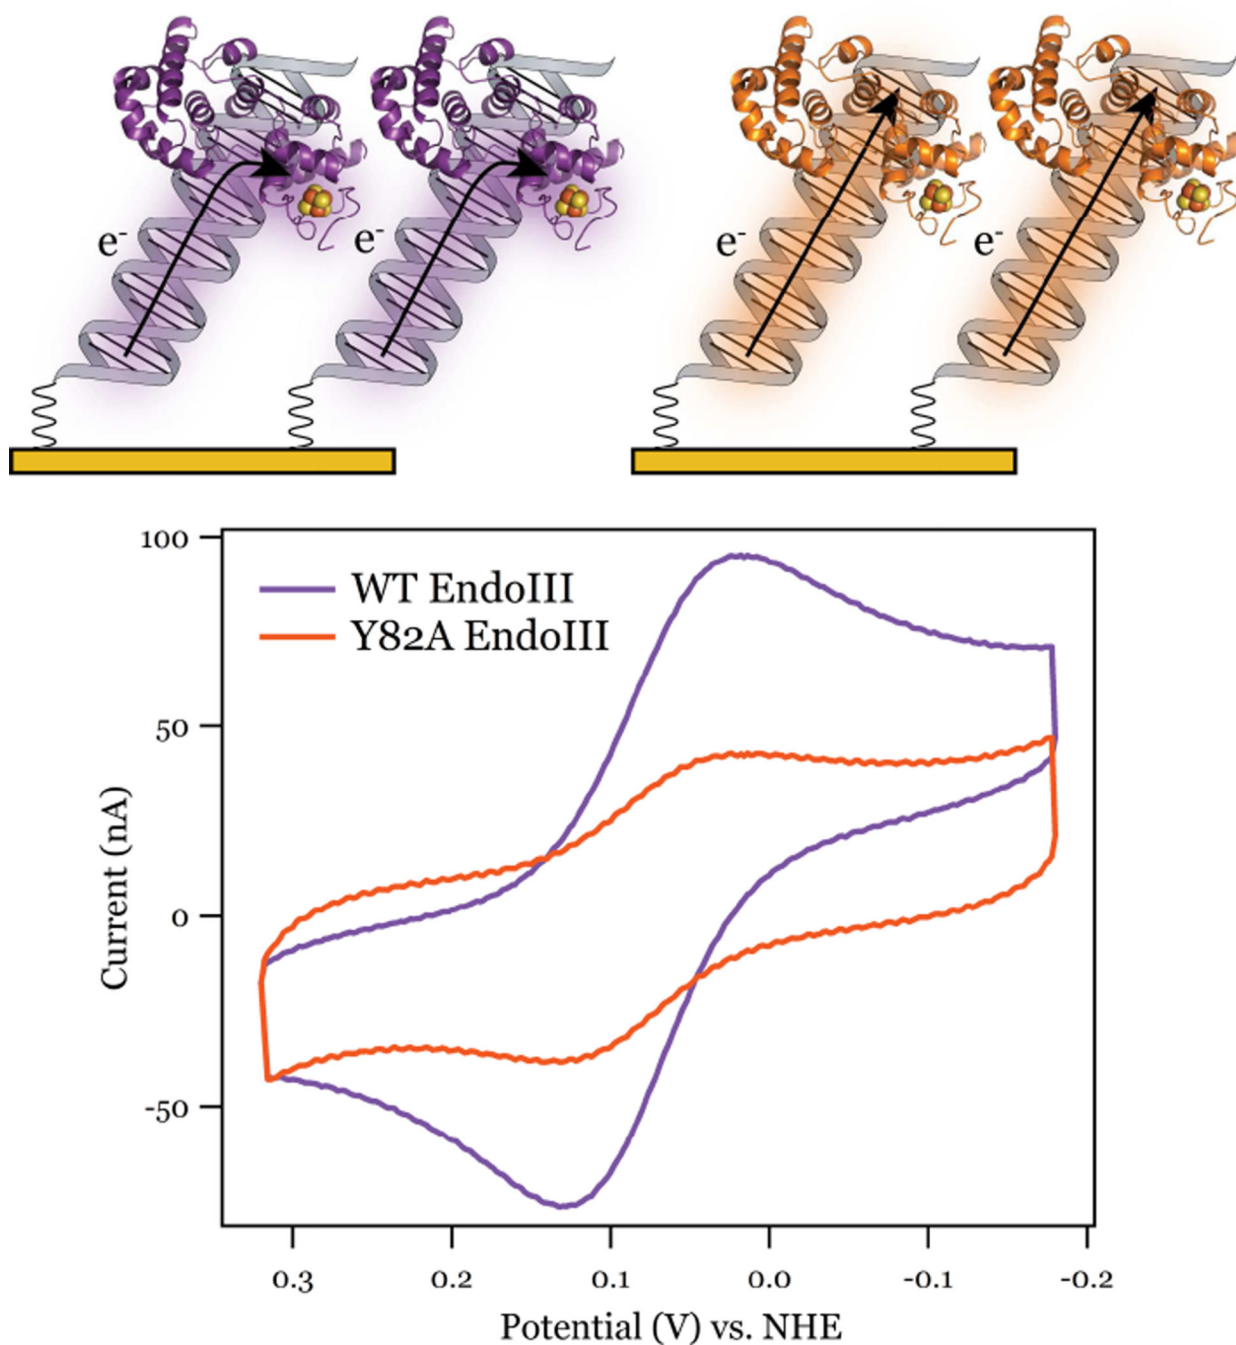 e- e- e- e-
100
WT EndoIII
Y82A EndoIII
50
0
-50
Current (nA)
0.3 0.2 0.1 0.0 -0.1 -0.2
Potential (V) vs. NHE